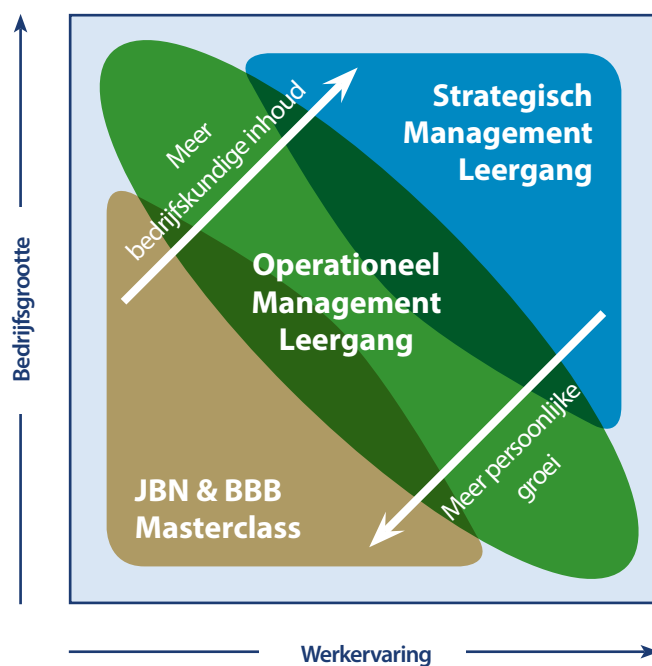 Bedrijfsgrootte
Meer
bedrijfskundige inhoud
Strategisch
Management
Leergang
Operationeel
Management
Leergang
JBN & BBB
Masterclass
Meer persoonlijke
groei
Werkervaring